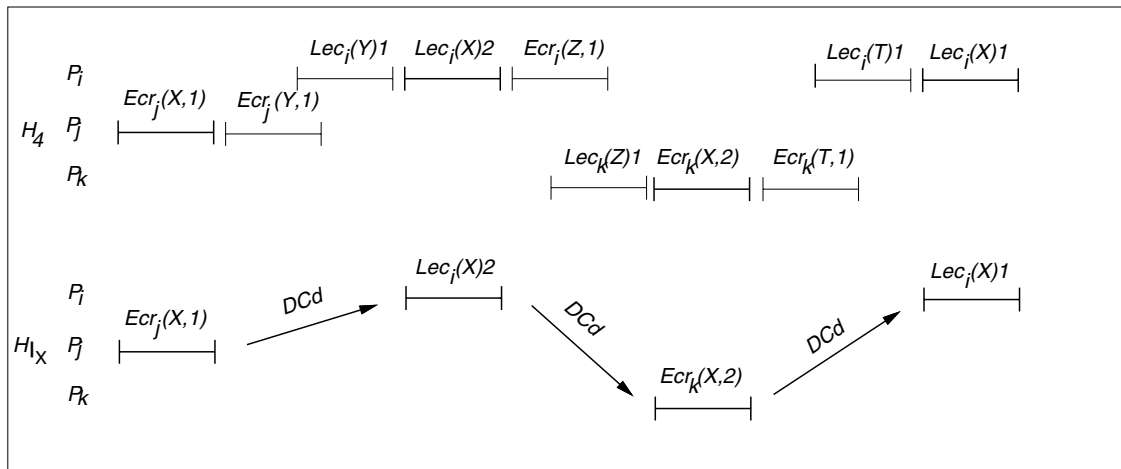 Lec_i(Y)1 Lec_i(X)2 Ecr_i(Z,1) Lec_i(T)1 Lec_i(X)1
P_i
Ecr_j(X,1) Ecr_j(Y,1)
H_4 P_j
Lec_k(Z)1 Ecr_k(X,2) Ecr_k(T,1)
P_k
Lec_i(X)2 Lec_i(X)1
P_i
DCd DCd DCd
Ecr_j(X,1)
H_{I_X} P_j
Ecr_k(X,2)
P_k